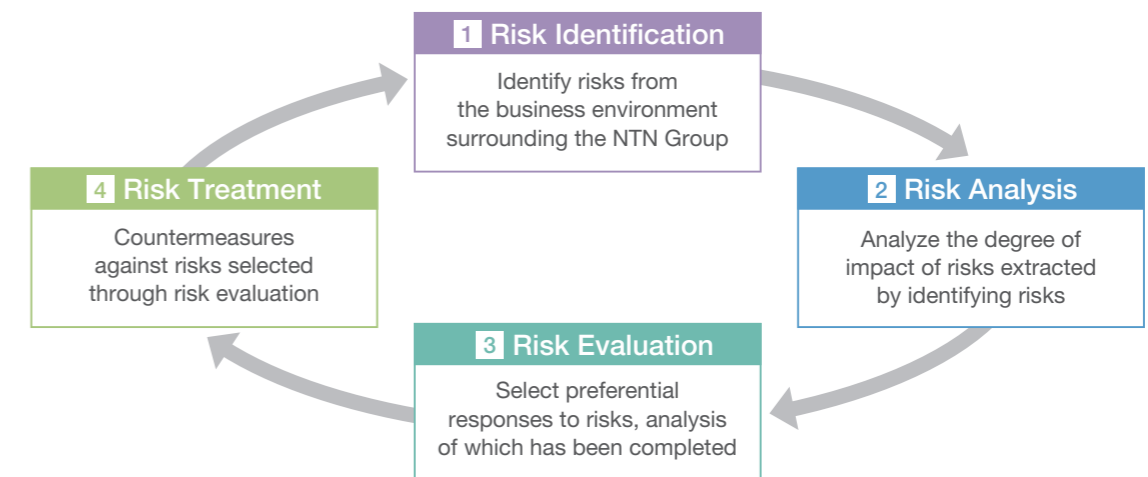 1 Risk Identification
Identify risks from
the business environment
surrounding the NTN Group
2 Risk Analysis
Analyze the degree of
impact of risks extracted
by identifying risks
3 Risk Evaluation
Select preferential
responses to risks, analysis
of which has been completed
4 Risk Treatment
Countermeasures
against risks selected
through risk evaluation